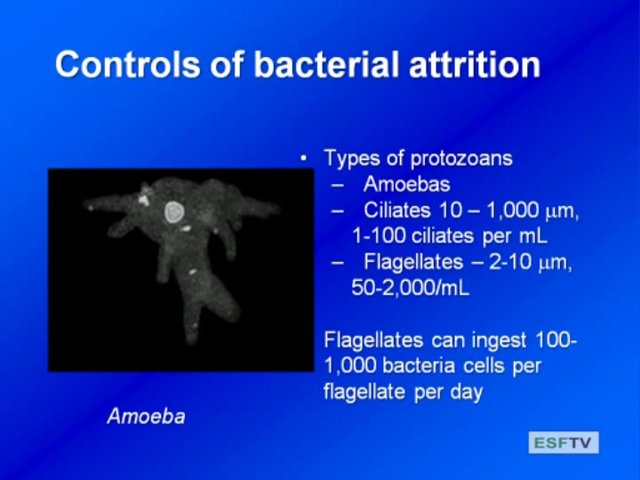 Controls of bacterial attrition
• Types of protozoans
– Amoebas
– Ciliates 10 – 1,000 µm,
1-100 ciliates per mL
– Flagellates – 2-10 µm,
50-2,000/mL
Flagellates can ingest 100-
1,000 bacteria cells per
flagellate per day
Amoeba
ESFTV